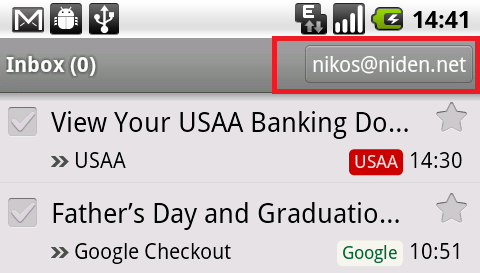 E 14:41
Inbox (0) nikos@niden.net
View Your USAA Banking Do...
USAA USAA 14:30
Father's Day and Graduatio...
Google Checkout Google 10:51